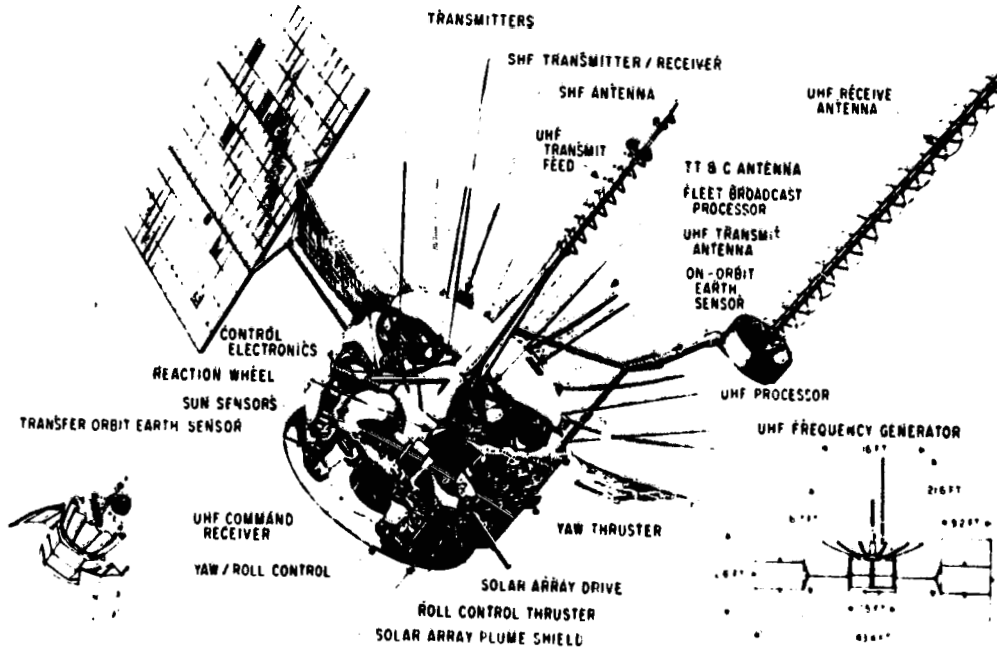 TRANSMITTERS
SHF TRANSMITTER / RECEIVER
SHF ANTENNA
UHF
TRANSMIT
FEED
UHF RECEIVE
ANTENNA
TT & C ANTENNA
FLEET BROADCAST
PROCESSOR
UHF TRANSMIT
ANTENNA
ON-ORBIT
EARTH
SENSOR
CONTROL
ELECTRONICS
REACTION WHEEL
SUN SENSORS
TRANSFER ORBIT EARTH SENSOR
UHF PROCESSOR
UHF FREQUENCY GENERATOR
16 FT
UHF COMMAND
RECEIVER
YAW THRUSTER
YAW / ROLL CONTROL
SOLAR ARRAY DRIVE
ROLL CONTROL THRUSTER
SOLAR ARRAY PLUME SHIELD